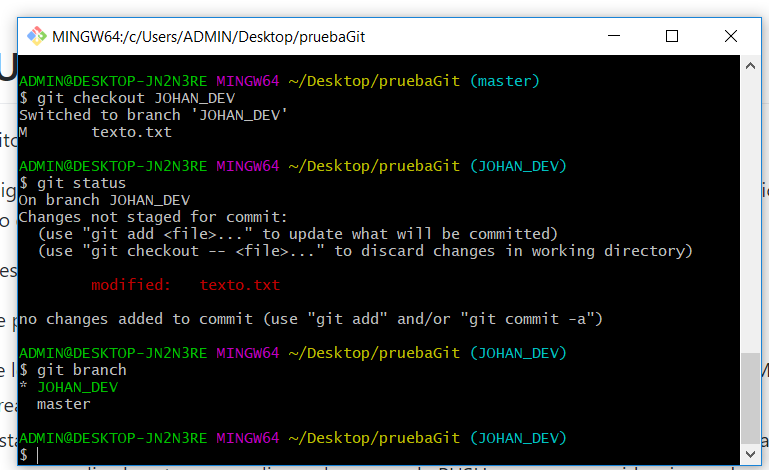 MINGW64:/c/Users/ADMIN/Desktop/pruebaGit
ADMIN@DESKTOP-JN2N3RE MINGW64 ~/Desktop/pruebaGit (master)
$ git checkout JOHAN_DEV
Switched to branch 'JOHAN_DEV'
M       texto.txt
ADMIN@DESKTOP-JN2N3RE MINGW64 ~/Desktop/pruebaGit (JOHAN_DEV)
$ git status
On branch JOHAN_DEV
Changes not staged for commit:
  (use "git add <file>..." to update what will be committed)
  (use "git checkout -- <file>..." to discard changes in working directory)
        modified:   texto.txt
no changes added to commit (use "git add" and/or "git commit -a")
ADMIN@DESKTOP-JN2N3RE MINGW64 ~/Desktop/pruebaGit (JOHAN_DEV)
$ git branch
* JOHAN_DEV
  master
ADMIN@DESKTOP-JN2N3RE MINGW64 ~/Desktop/pruebaGit (JOHAN_DEV)
$